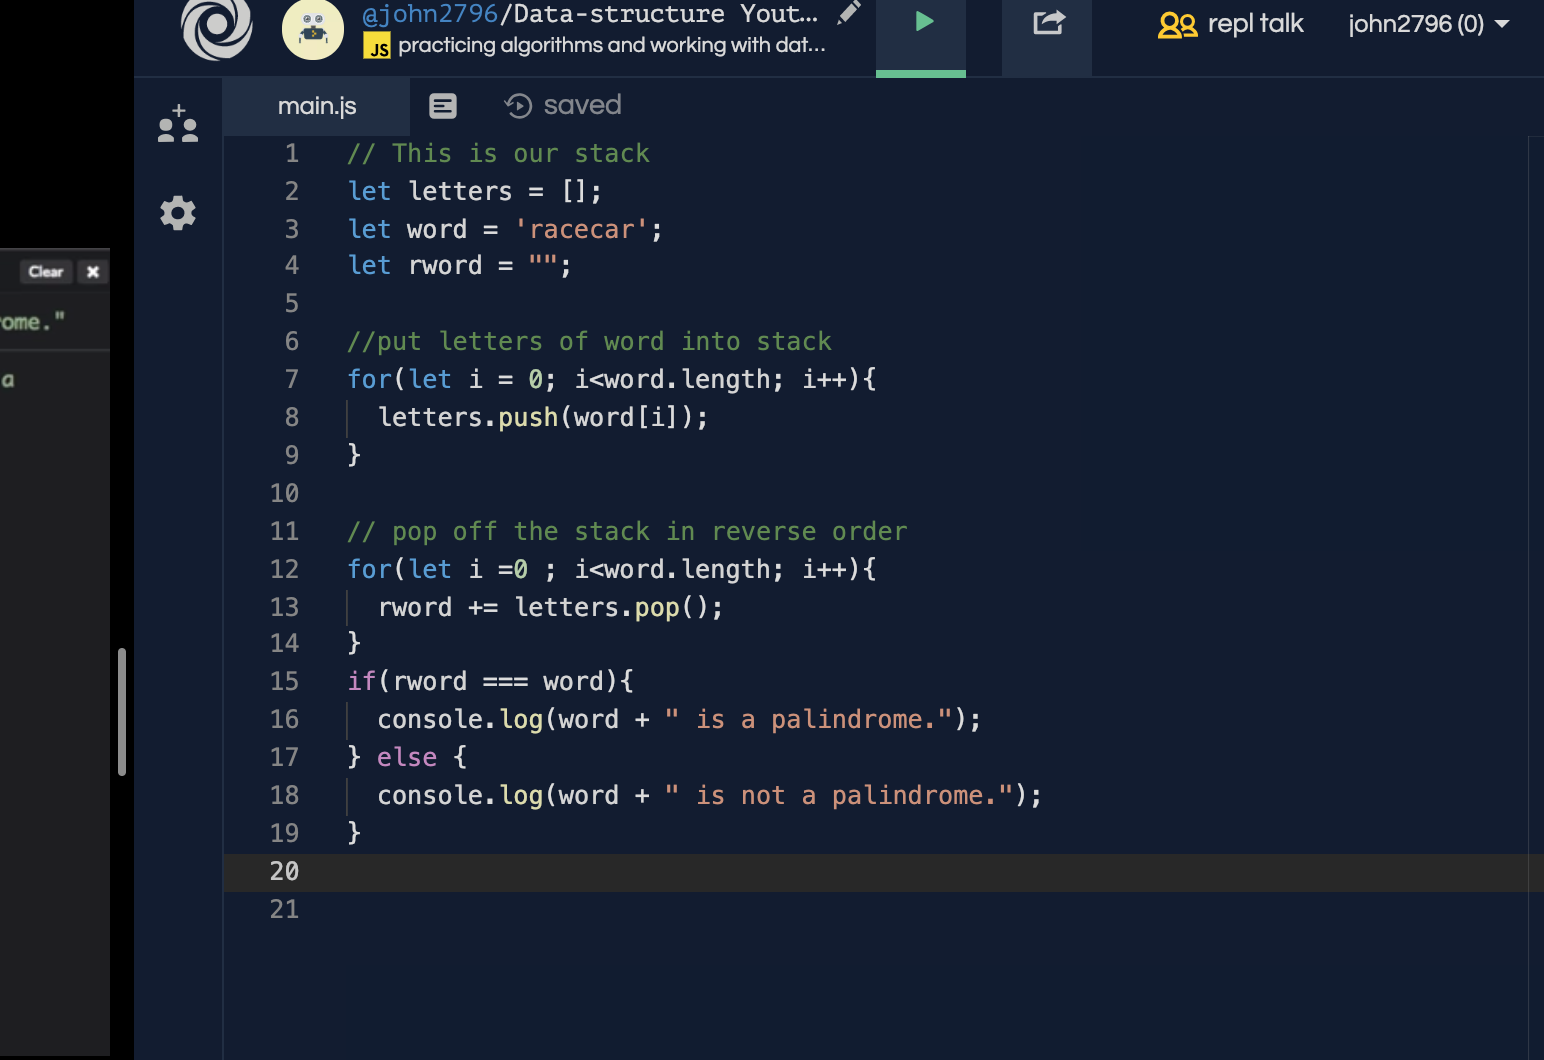 @john2796/Data-structure Yout...
JS practicing algorithms and working with dat...
repl talk
john2796 (0)
main.js
saved
Clear
ome."
a
1 // This is our stack
2 let letters = [];
3 let word = 'racecar';
4 let rword = "";
5
6 //put letters of word into stack
7 for(let i = 0; i<word.length; i++){
8   letters.push(word[i]);
9 }
10
11 // pop off the stack in reverse order
12 for(let i =0 ; i<word.length; i++){
13   rword += letters.pop();
14 }
15 if(rword === word){
16   console.log(word + " is a palindrome.");
17 } else {
18   console.log(word + " is not a palindrome.");
19 }
20
21